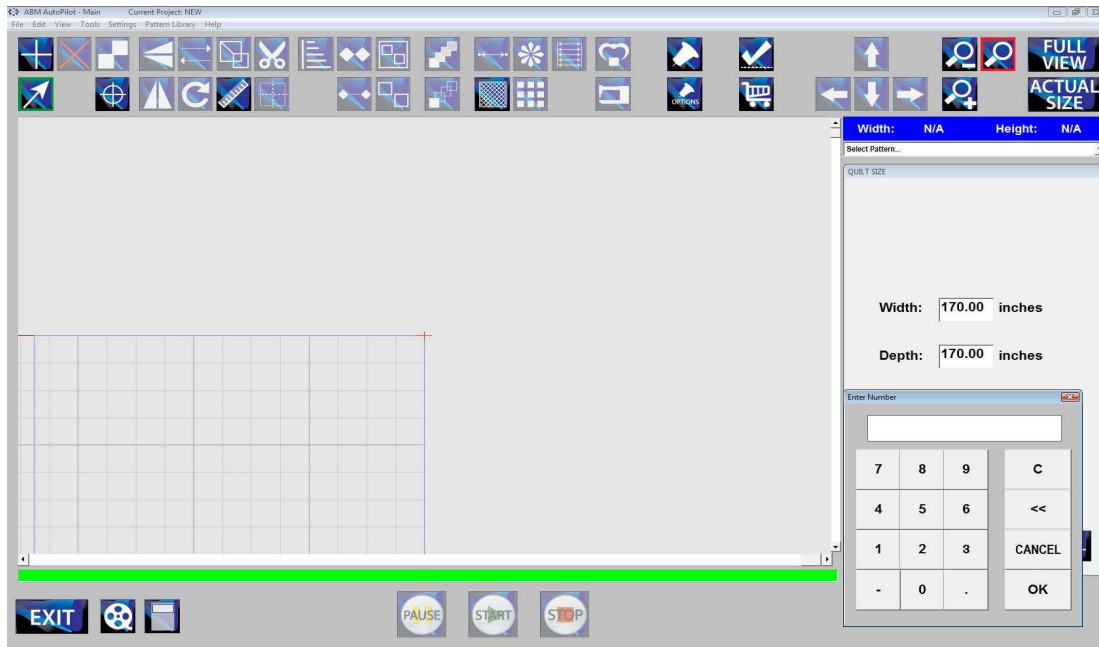 ABM AutoPilot - Main Current Project: NEW
File Edit View Tools Settings Pattern Library Help
FULL VIEW
OPTIONS
ACTUAL SIZE
Width: N/A Height: N/A
Select Pattern...
QUILT SIZE
Width: 170.00 inches
Depth: 170.00 inches
Enter Number
7 8 9 C
4 5 6 <<
1 2 3 CANCEL
- 0 . OK
EXIT PAUSE START STOP